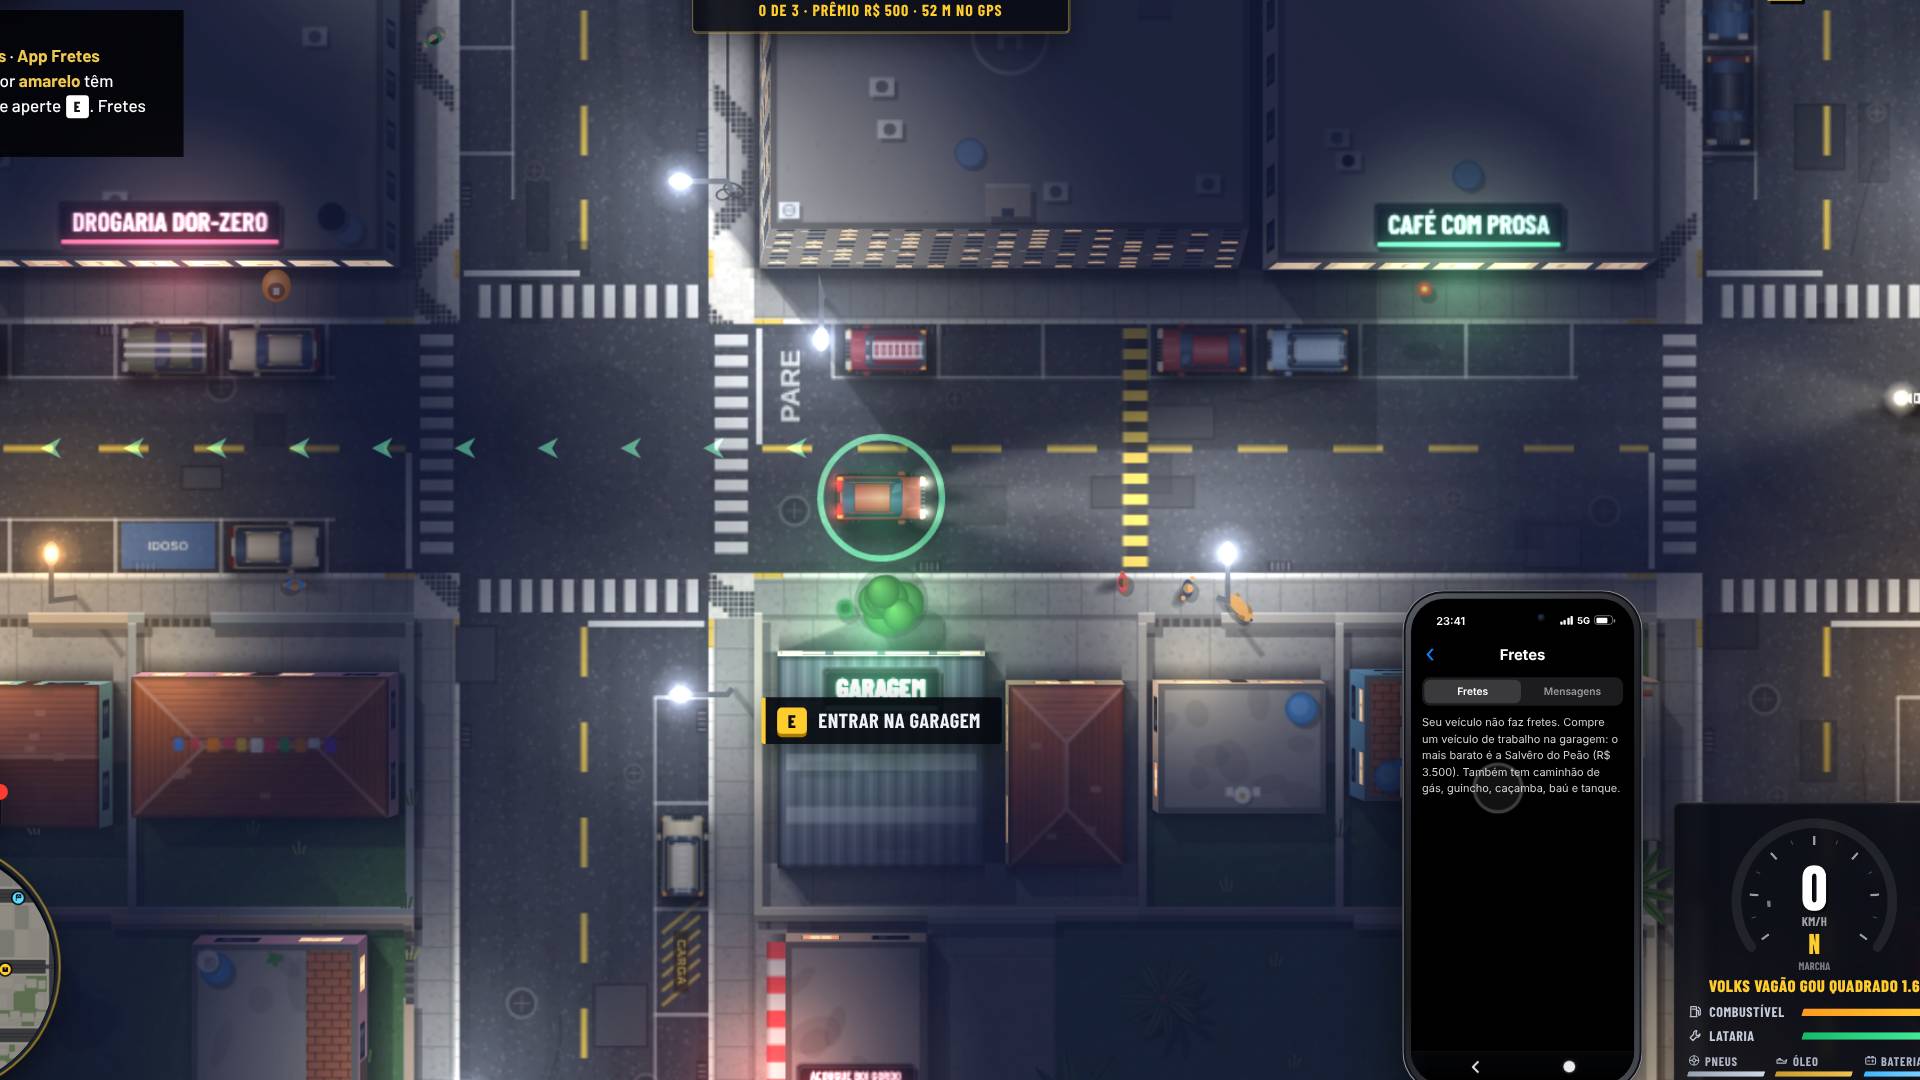 0 DE 3 · PRÊMIO R$ 500 · 52 M NO GPS
s · App Fretes
or amarelo têm
e aperte E. Fretes
DROGARIA DOR-ZERO
CAFÉ COM PROSA
PARE
IDOSO
GARAGEM
E ENTRAR NA GARAGEM
CARGA
23:41
5G
Fretes
Fretes Mensagens
Seu veículo não faz fretes. Compre
um veículo de trabalho na garagem: o
mais barato é a Salvêro do Peão (R$
3.500). Também tem caminhão de
gás, guincho, caçamba, baú e tanque.
0
KM/H
N
MARCHA
VOLKS VAGÃO GOU QUADRADO 1.6
COMBUSTÍVEL
LATARIA
PNEUS ÓLEO BATERIA